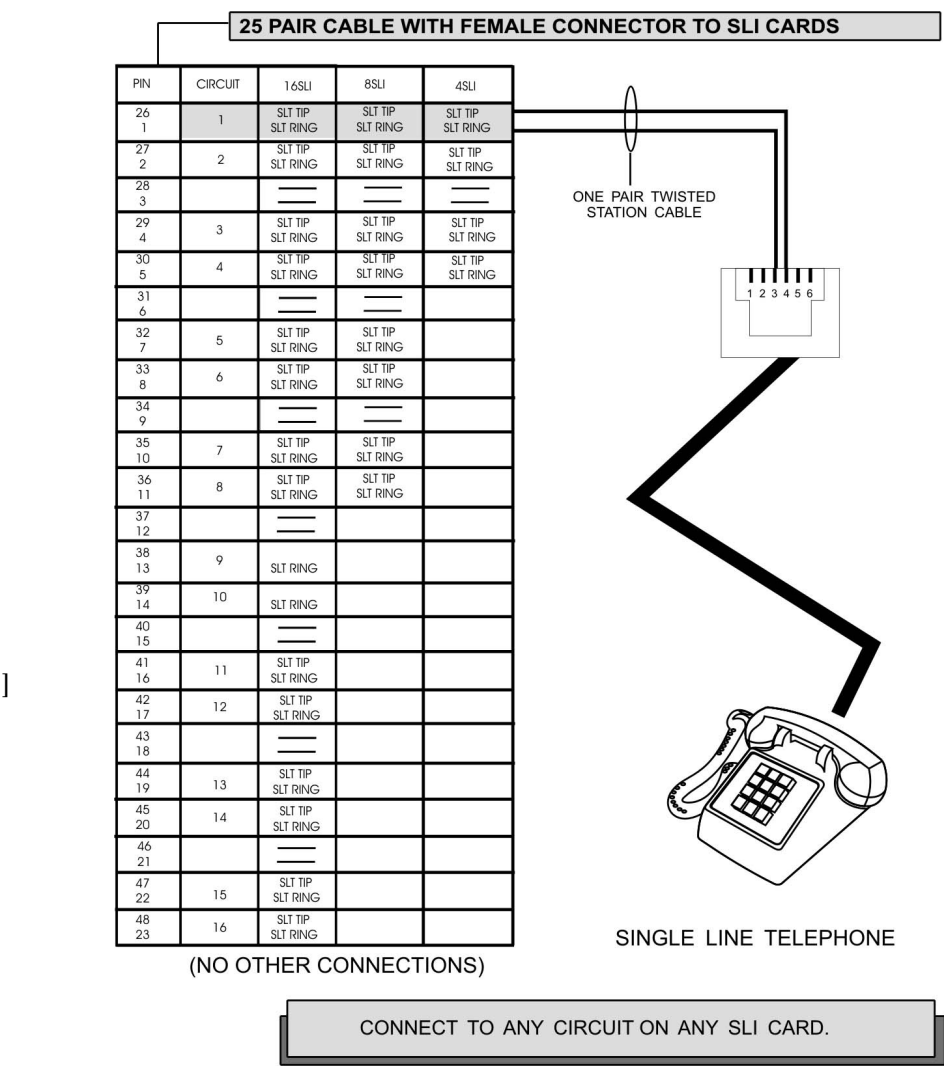 25 PAIR CABLE WITH FEMALE CONNECTOR TO SLI CARDS
PIN CIRCUIT 16SLI 8SLI 4SLI
26 1 SLT TIP SLT TIP SLT TIP
1 SLT RING SLT RING SLT RING
27 2 SLT TIP SLT TIP SLT TIP
2 SLT RING SLT RING SLT RING
28
3
ONE PAIR TWISTED
STATION CABLE
29 3 SLT TIP SLT TIP SLT TIP
4 SLT RING SLT RING SLT RING
30 4 SLT TIP SLT TIP SLT TIP
5 SLT RING SLT RING SLT RING
1 2 3 4 5 6
31
6
32 5 SLT TIP SLT TIP
7 SLT RING SLT RING
33 6 SLT TIP SLT TIP
8 SLT RING SLT RING
34
9
35 7 SLT TIP SLT TIP
10 SLT RING SLT RING
36 8 SLT TIP SLT TIP
11 SLT RING SLT RING
37
12
38 9
13 SLT RING
39 10
14 SLT RING
40
15
41 11 SLT TIP
16 SLT RING
]
42 12 SLT TIP
17 SLT RING
43
18
44 13 SLT TIP
19 SLT RING
45 14 SLT TIP
20 SLT RING
46
21
47 15 SLT TIP
22 SLT RING
48 16 SLT TIP
23 SLT RING
SINGLE LINE TELEPHONE
(NO OTHER CONNECTIONS)
CONNECT TO ANY CIRCUIT ON ANY SLI CARD.